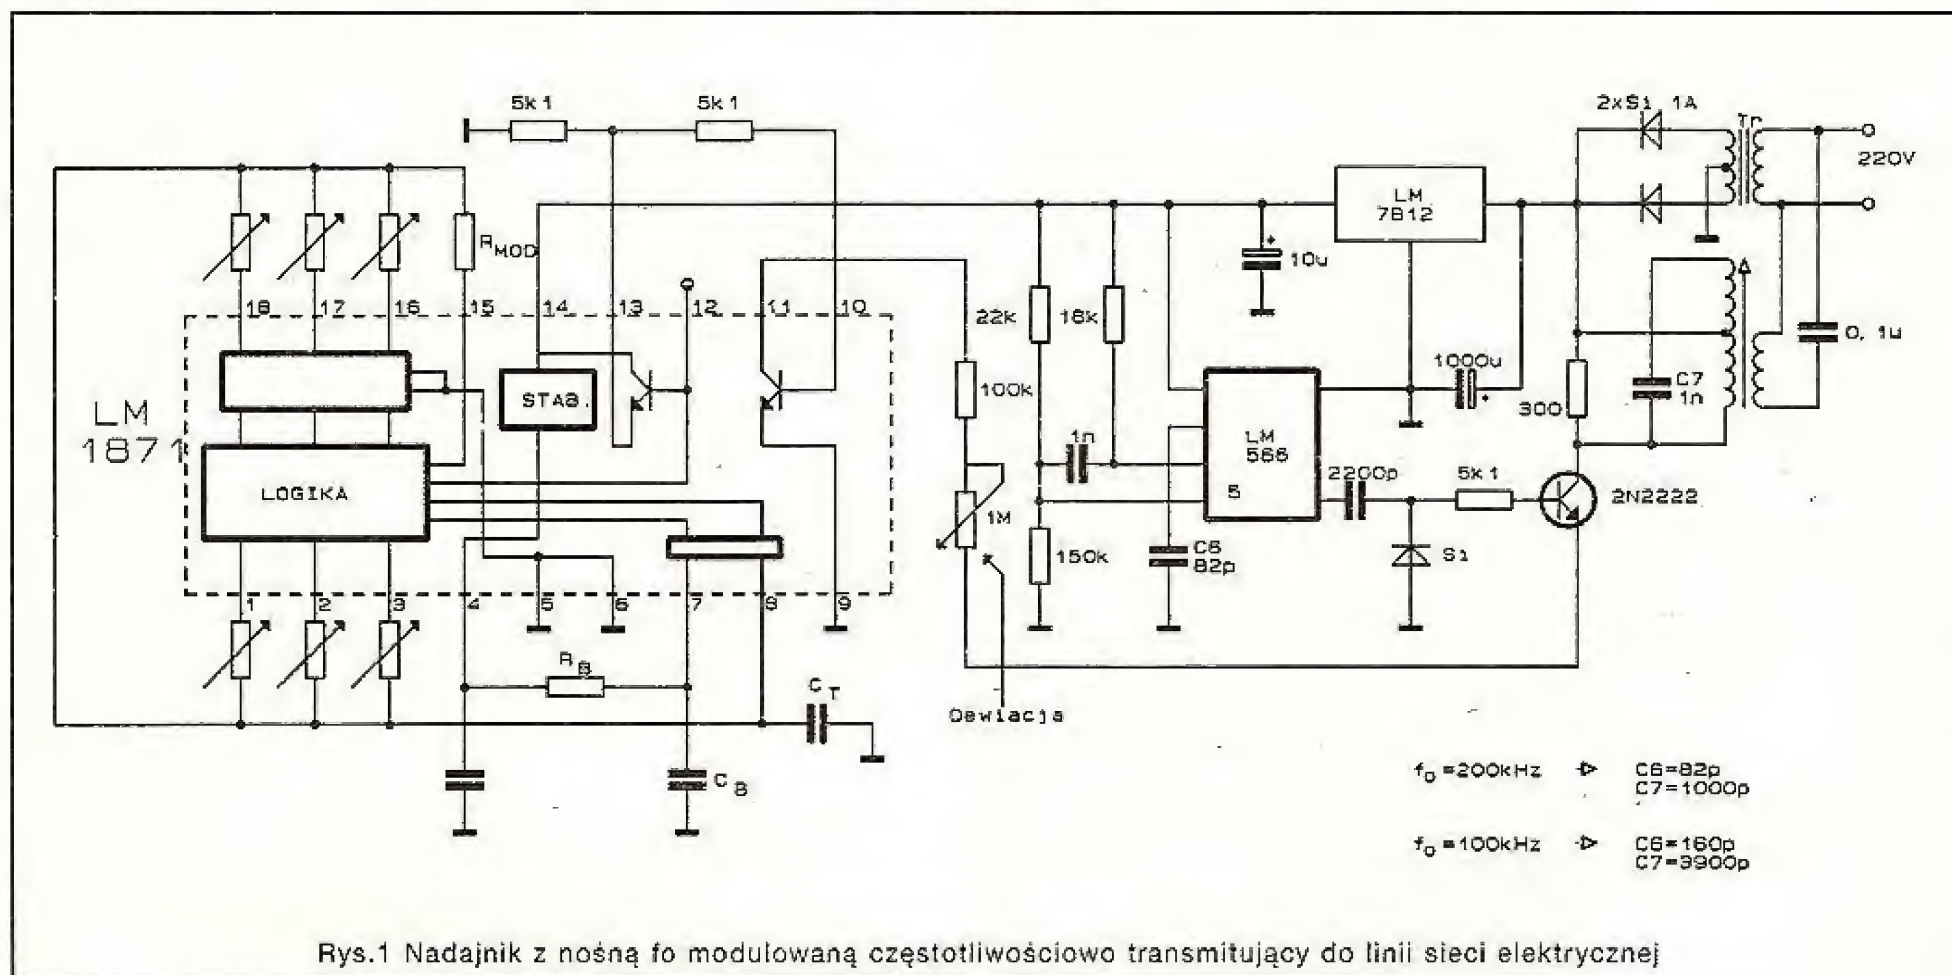 5k1
5k1
2xSi 1A
Tr
220V
LM
7812
RMOD
10u
22k
18k
18
17
16
15
14
13
12
11
10
0,1u
1000u
C7
1n
300
100k
STAB.
LM
1871
LM
566
1n
2200p
5k1
2N2222
LOGIKA
5
1M
C6
82p
Si
150k
1
2
3
4
5
6
7
8
9
RB
CT
Dewiacja
CB
fo=200kHz
C6=82p
C7=1000p
fo=100kHz
C6=160p
C7=3900p
Rys.1 Nadajnik z nośną fo modulowaną częstotliwościowo transmitujący do linii sieci elektrycznej